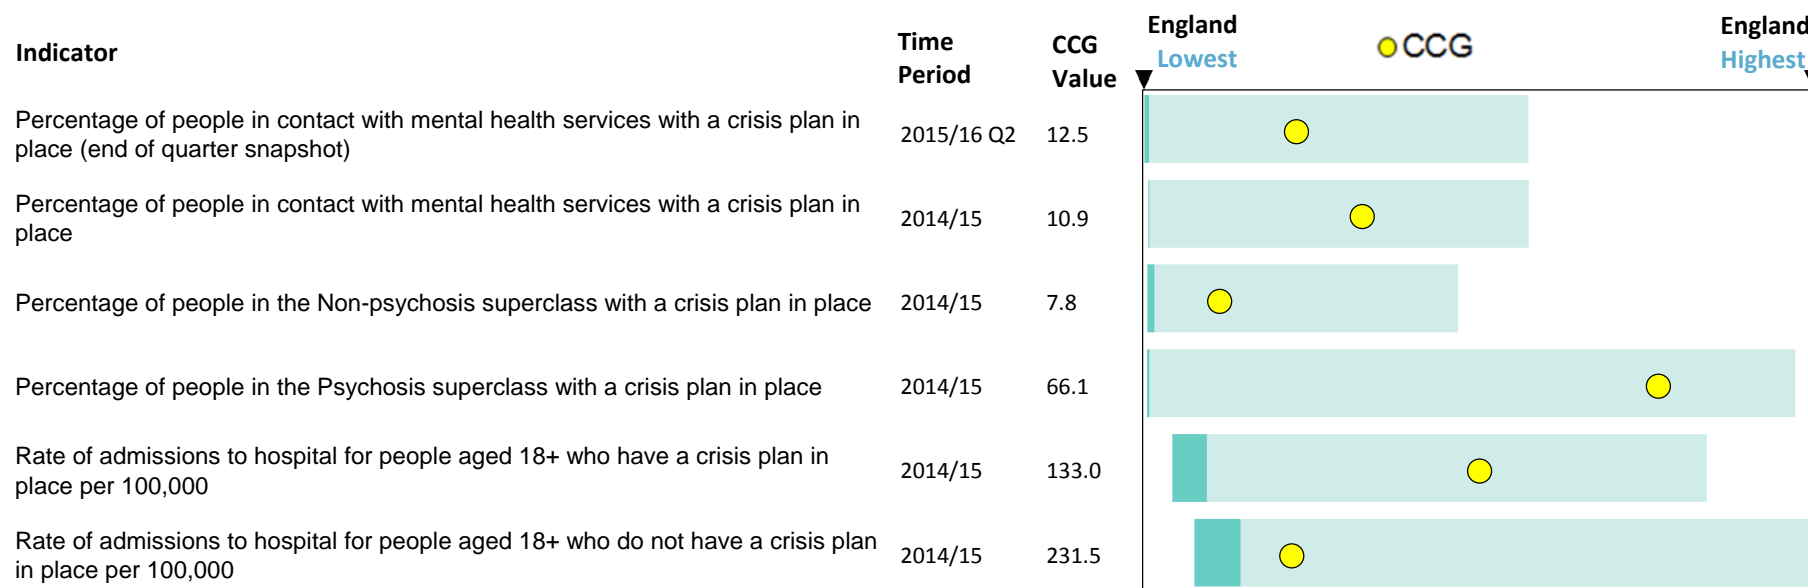 Indicator
Time
Period
CCG
Value
England
Lowest
CCG
England
Highest
Percentage of people in contact with mental health services with a crisis plan in
place (end of quarter snapshot)
2015/16 Q2
12.5
Percentage of people in contact with mental health services with a crisis plan in
place
2014/15
10.9
Percentage of people in the Non-psychosis superclass with a crisis plan in place
2014/15
7.8
Percentage of people in the Psychosis superclass with a crisis plan in place
2014/15
66.1
Rate of admissions to hospital for people aged 18+ who have a crisis plan in
place per 100,000
2014/15
133.0
Rate of admissions to hospital for people aged 18+ who do not have a crisis plan
in place per 100,000
2014/15
231.5